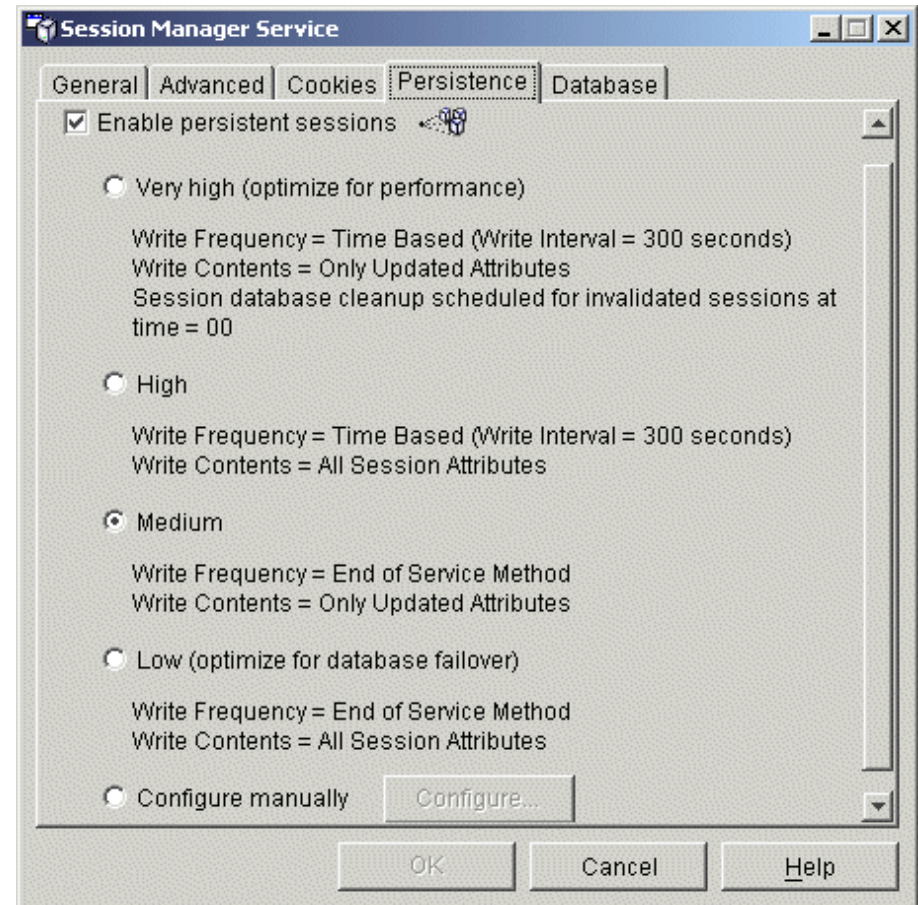 Session Manager Service
General Advanced Cookies Persistence Database
Enable persistent sessions
Very high (optimize for performance)
Write Frequency = Time Based (Write Interval = 300 seconds)
Write Contents = Only Updated Attributes
Session database cleanup scheduled for invalidated sessions at
time = 00
High
Write Frequency = Time Based (Write Interval = 300 seconds)
Write Contents = All Session Attributes
Medium
Write Frequency = End of Service Method
Write Contents = Only Updated Attributes
Low (optimize for database failover)
Write Frequency = End of Service Method
Write Contents = All Session Attributes
Configure manually Configure...
OK Cancel Help